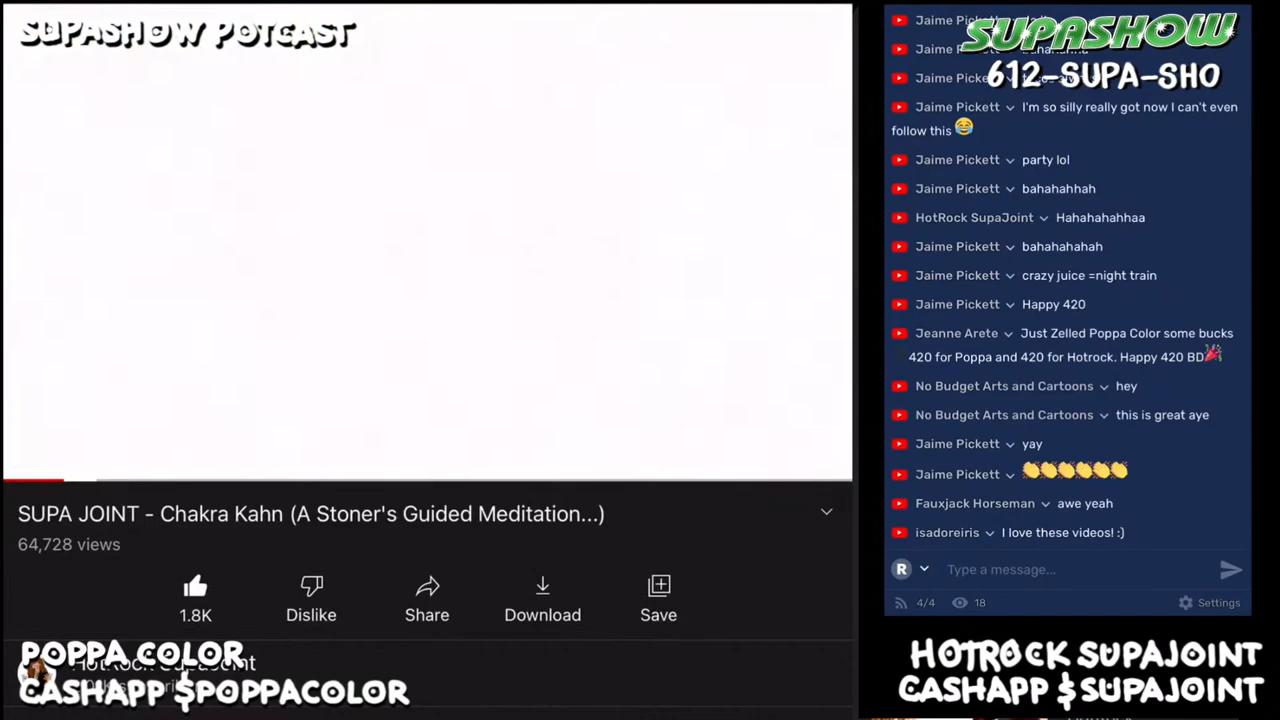 SUPASHOW POTCAST
SUPA JOINT - Chakra Kahn (A Stoner's Guided Meditation...)
64,728 views
1.8K
Dislike
Share
Download
Save
POPPA COLOR
CASHAPP $POPPACOLOR
Jaime Pickett
SUPASHOW
Jaime
612-SUPA-SHO
Jaime Picke
Jaime Pickett I'm so silly really got now I can't even
follow this 😂
Jaime Pickett party lol
Jaime Pickett bahahahhah
HotRock SupaJoint Hahahahahhaa
Jaime Pickett bahahahahah
Jaime Pickett crazy juice =night train
Jaime Pickett Happy 420
Jeanne Arete Just Zelled Poppa Color some bucks
420 for Poppa and 420 for Hotrock. Happy 420 BD🎉
No Budget Arts and Cartoons hey
No Budget Arts and Cartoons this is great aye
Jaime Pickett yay
Jaime Pickett 👏👏👏👏👏👏
Fauxjack Horseman awe yeah
isadoreiris I love these videos! :)
R Type a message...
4/4 18 Settings
HOTROCK SUPAJOINT
CASHAPP $SUPAJOINT